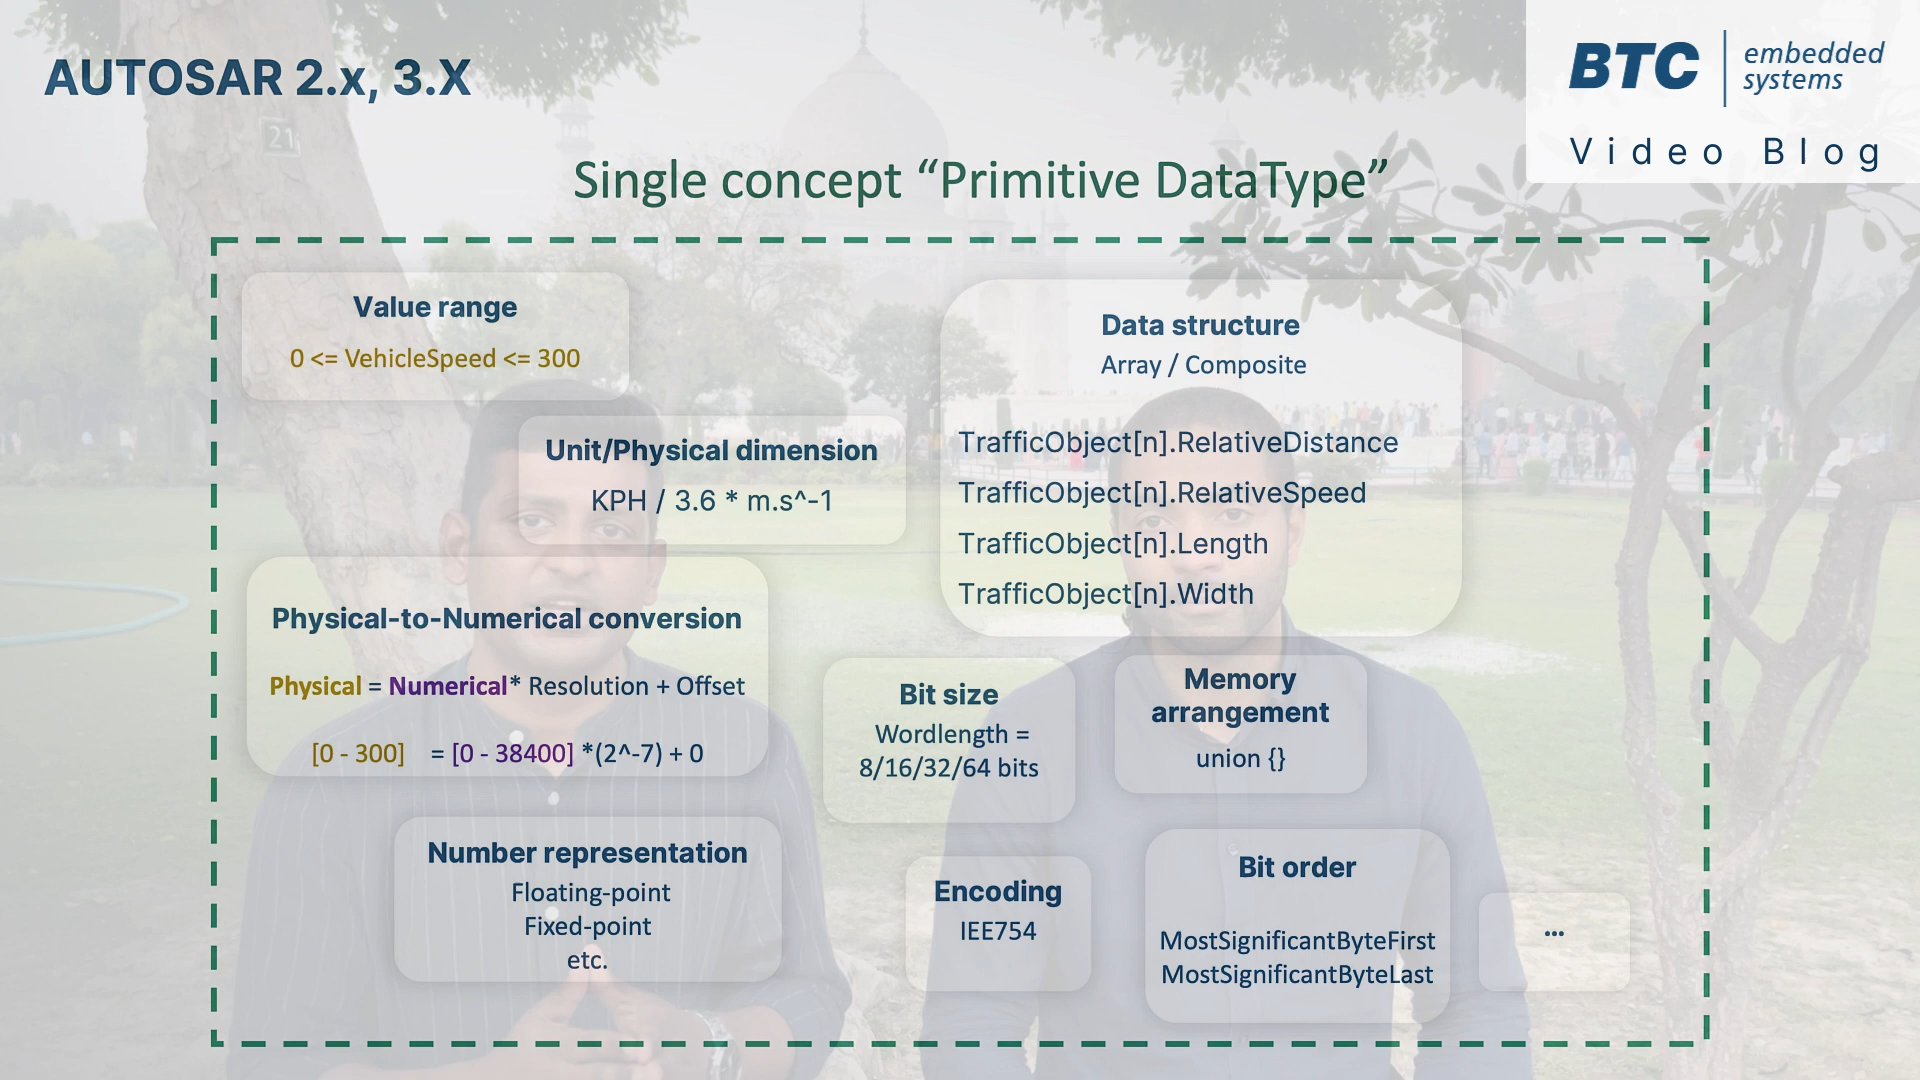 AUTOSAR 2.x, 3.X
BTC embedded systems
Video Blog
21
Single concept “Primitive DataType”
Value range
0 <= VehicleSpeed <= 300
Unit/Physical dimension
KPH / 3.6 * m.s^-1
Data structure
Array / Composite
TrafficObject[n].RelativeDistance
TrafficObject[n].RelativeSpeed
TrafficObject[n].Length
TrafficObject[n].Width
Physical-to-Numerical conversion
Physical = Numerical* Resolution + Offset
[0 - 300] = [0 - 38400] *(2^-7) + 0
Bit size
Wordlength =
8/16/32/64 bits
Memory
arrangement
union {}
Number representation
Floating-point
Fixed-point
etc.
Encoding
IEE754
Bit order
MostSignificantByteFirst
MostSignificantByteLast
...